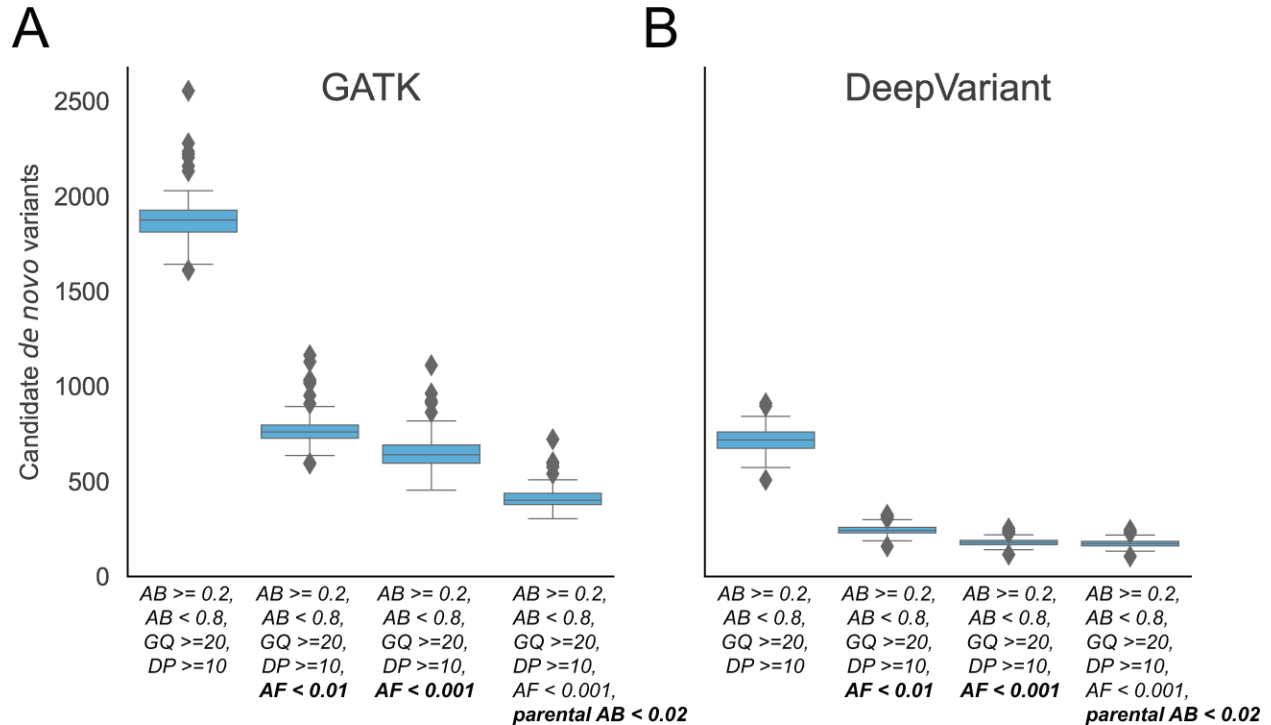 A
B
GATK
DeepVariant
Candidate de novo variants
2500
2000
1500
1000
500
0
AB >= 0.2,
AB < 0.8,
GQ >=20,
DP >=10
AB >= 0.2,
AB < 0.8,
GQ >=20,
DP >=10,
AF < 0.01
AB >= 0.2,
AB < 0.8,
GQ >=20,
DP >=10,
AF < 0.001
AB >= 0.2,
AB < 0.8,
GQ >=20,
DP >=10,
AF < 0.001,
parental AB < 0.02
AB >= 0.2,
AB < 0.8,
GQ >=20,
DP >=10
AB >= 0.2,
AB < 0.8,
GQ >=20,
DP >=10,
AF < 0.01
AB >= 0.2,
AB < 0.8,
GQ >=20,
DP >=10,
AF < 0.001
AB >= 0.2,
AB < 0.8,
GQ >=20,
DP >=10,
AF < 0.001,
parental AB < 0.02